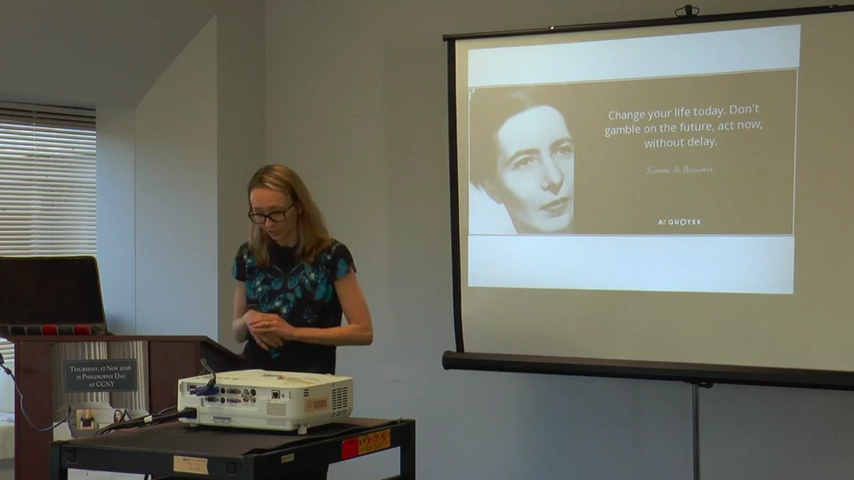 Change your life today. Don't
gamble on the future, act now,
without delay.
Simone de Beauvoir
AZ QUOTES
Thursday, 17 Nov. 2016
is Philosophy Day
at CCNY